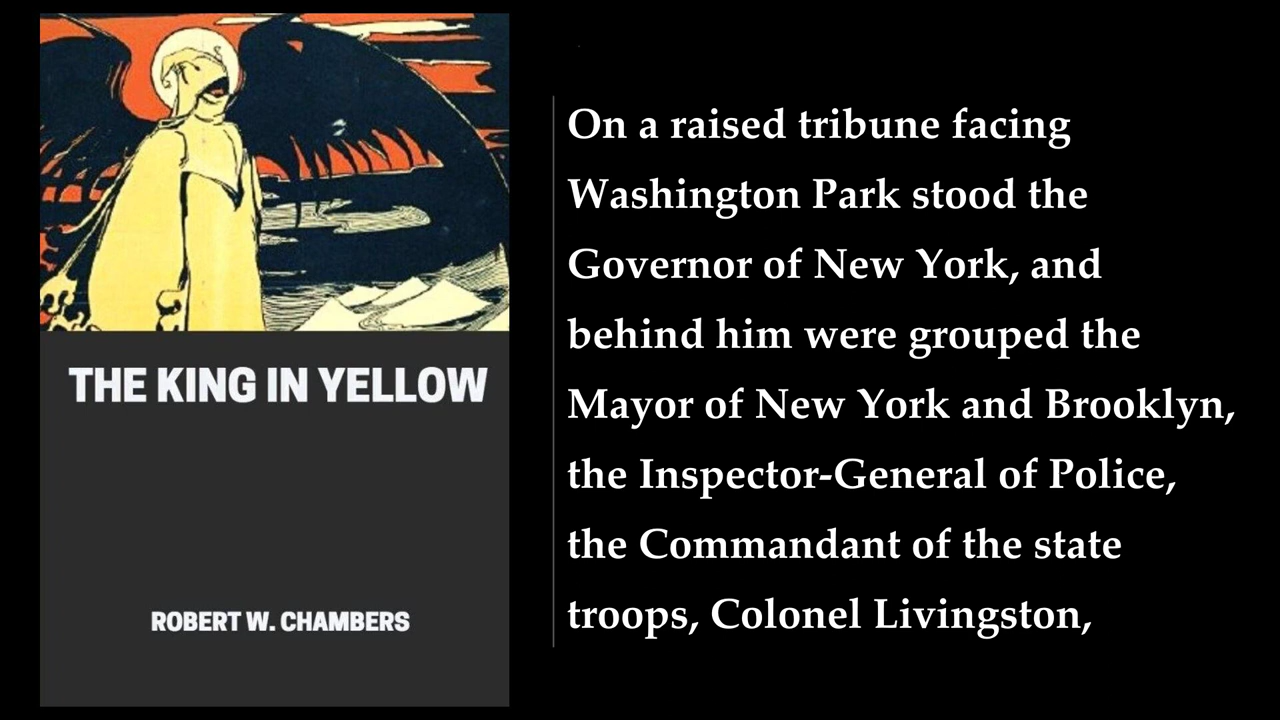 THE KING IN YELLOW
ROBERT W. CHAMBERS
On a raised tribune facing
Washington Park stood the
Governor of New York, and
behind him were grouped the
Mayor of New York and Brooklyn,
the Inspector-General of Police,
the Commandant of the state
troops, Colonel Livingston,